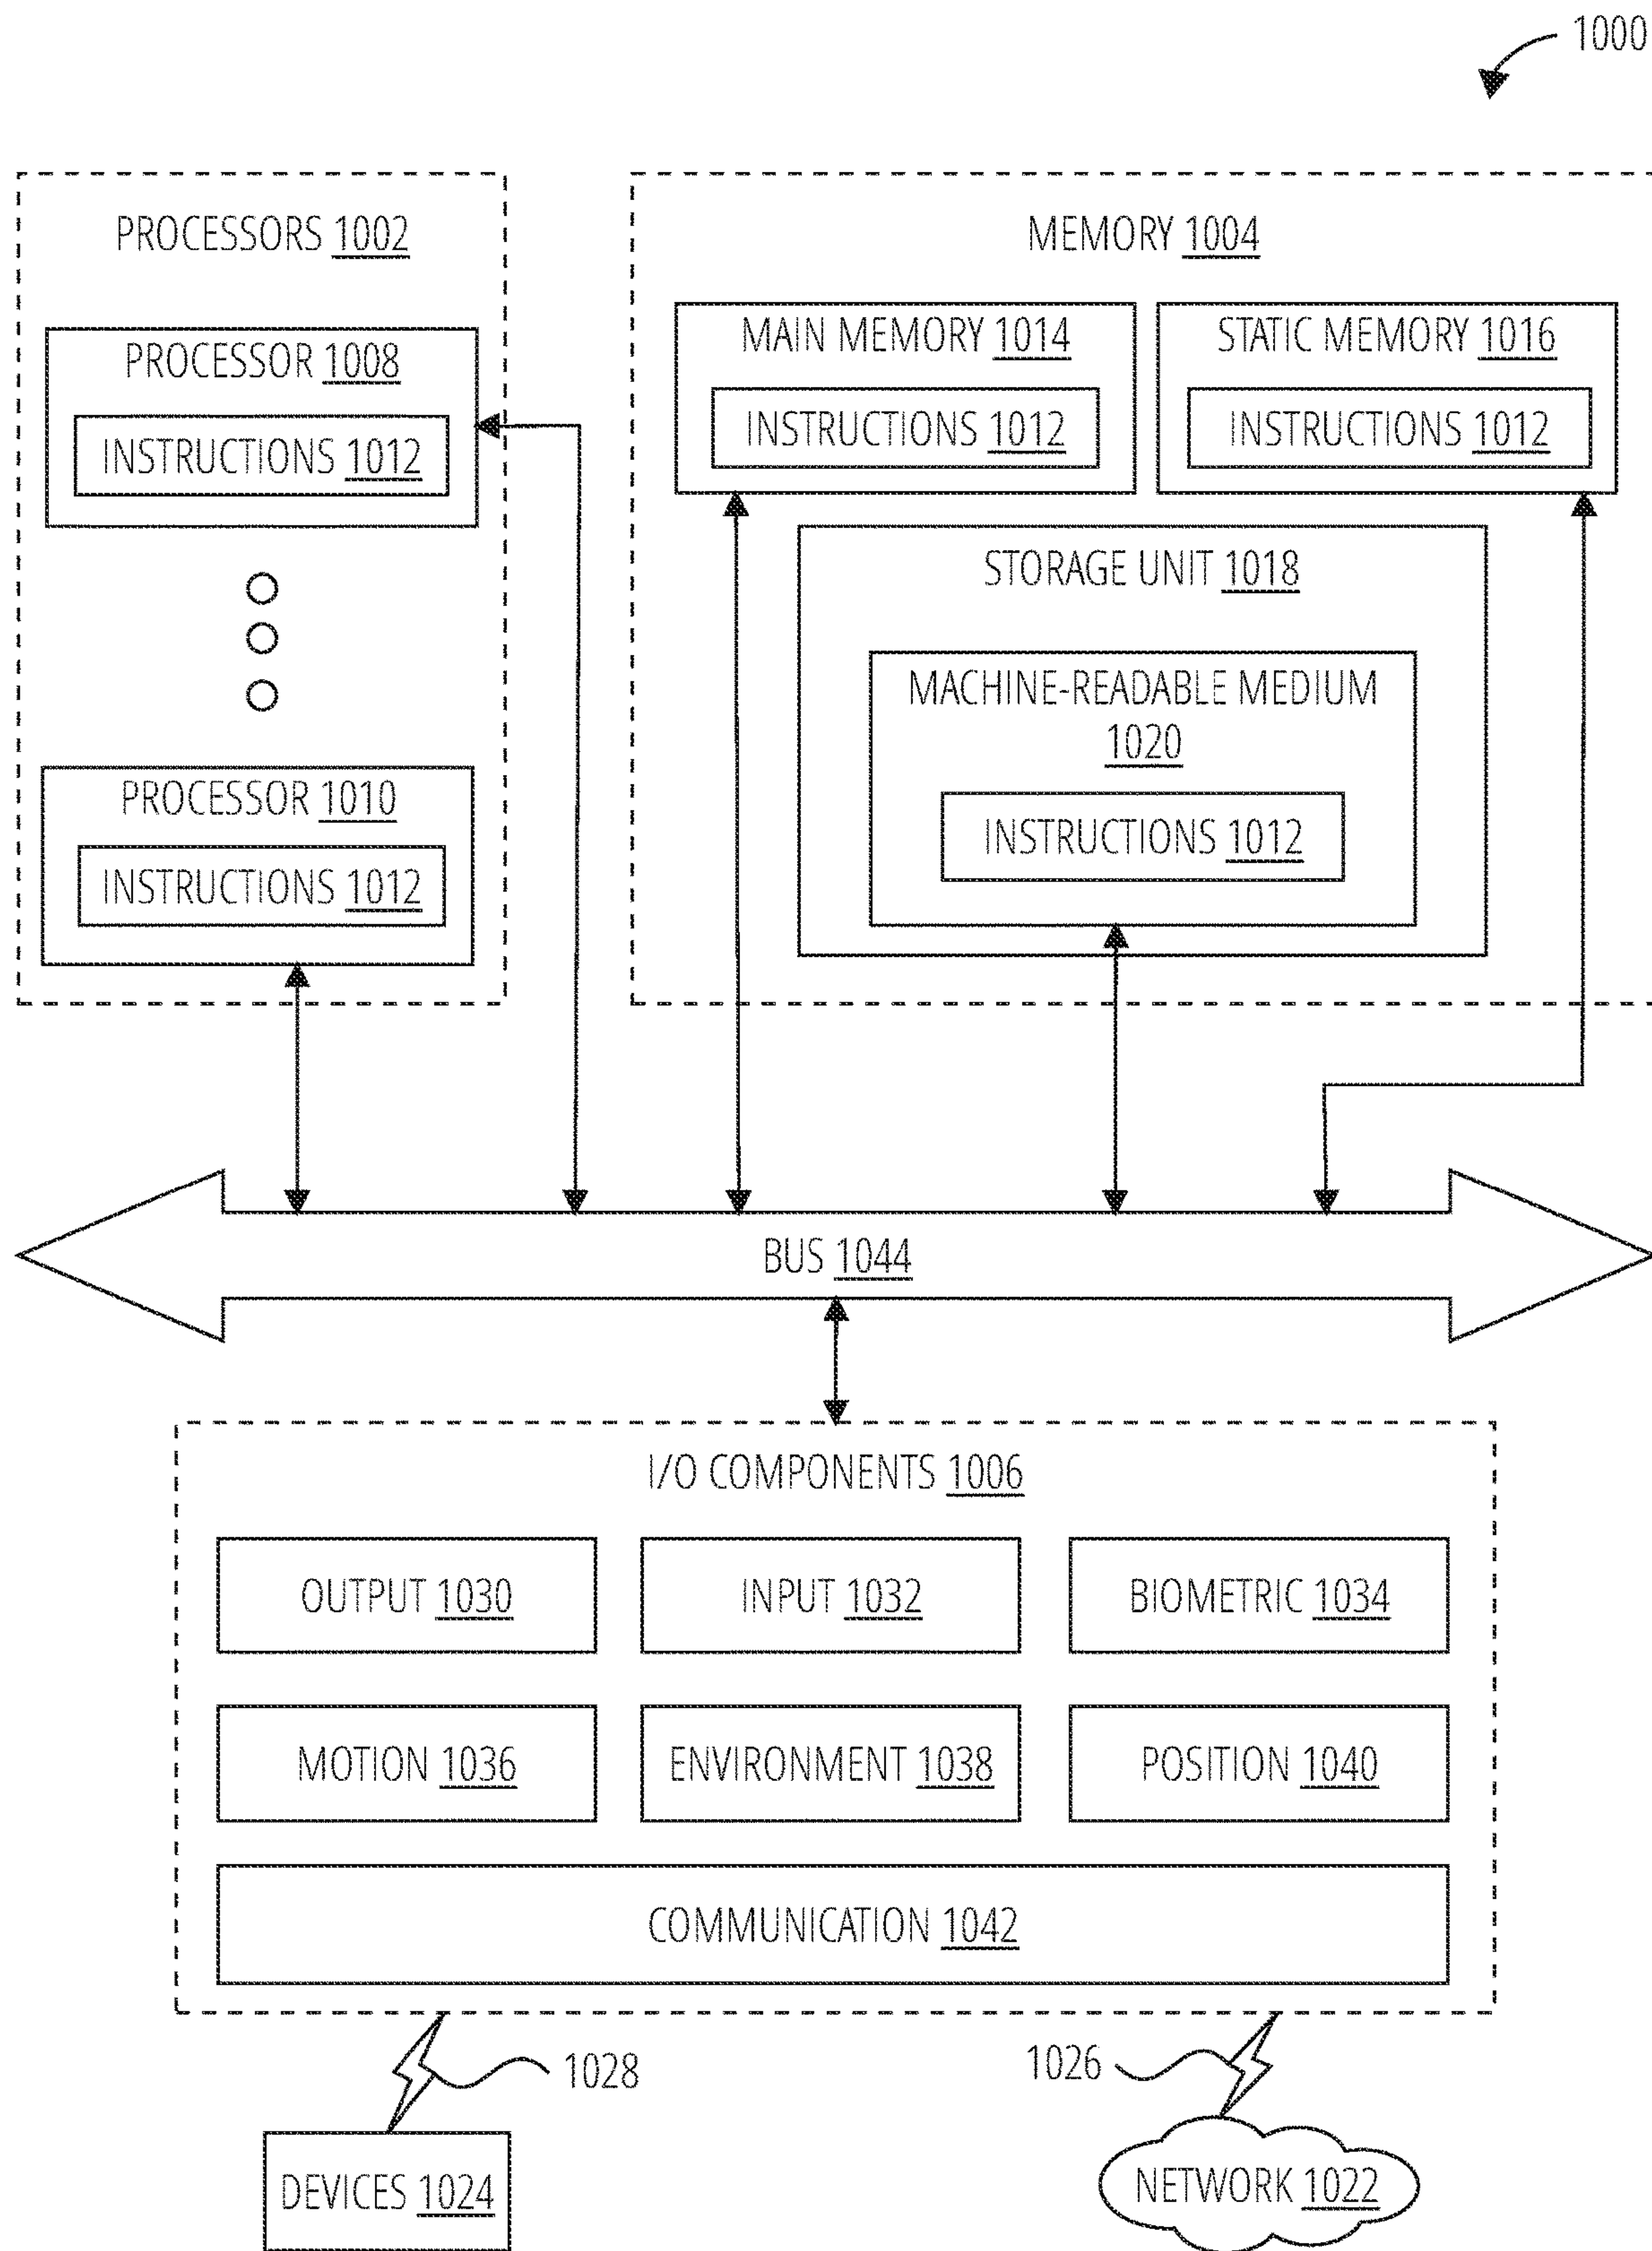 1000
PROCESSORS 1002
PROCESSOR 1008
INSTRUCTIONS 1012
PROCESSOR 1010
INSTRUCTIONS 1012
MEMORY 1004
MAIN MEMORY 1014
INSTRUCTIONS 1012
STATIC MEMORY 1016
INSTRUCTIONS 1012
STORAGE UNIT 1018
MACHINE-READABLE MEDIUM
1020
INSTRUCTIONS 1012
BUS 1044
I/O COMPONENTS 1006
OUTPUT 1030
INPUT 1032
BIOMETRIC 1034
MOTION 1036
ENVIRONMENT 1038
POSITION 1040
COMMUNICATION 1042
1028
1026
DEVICES 1024
NETWORK 1022